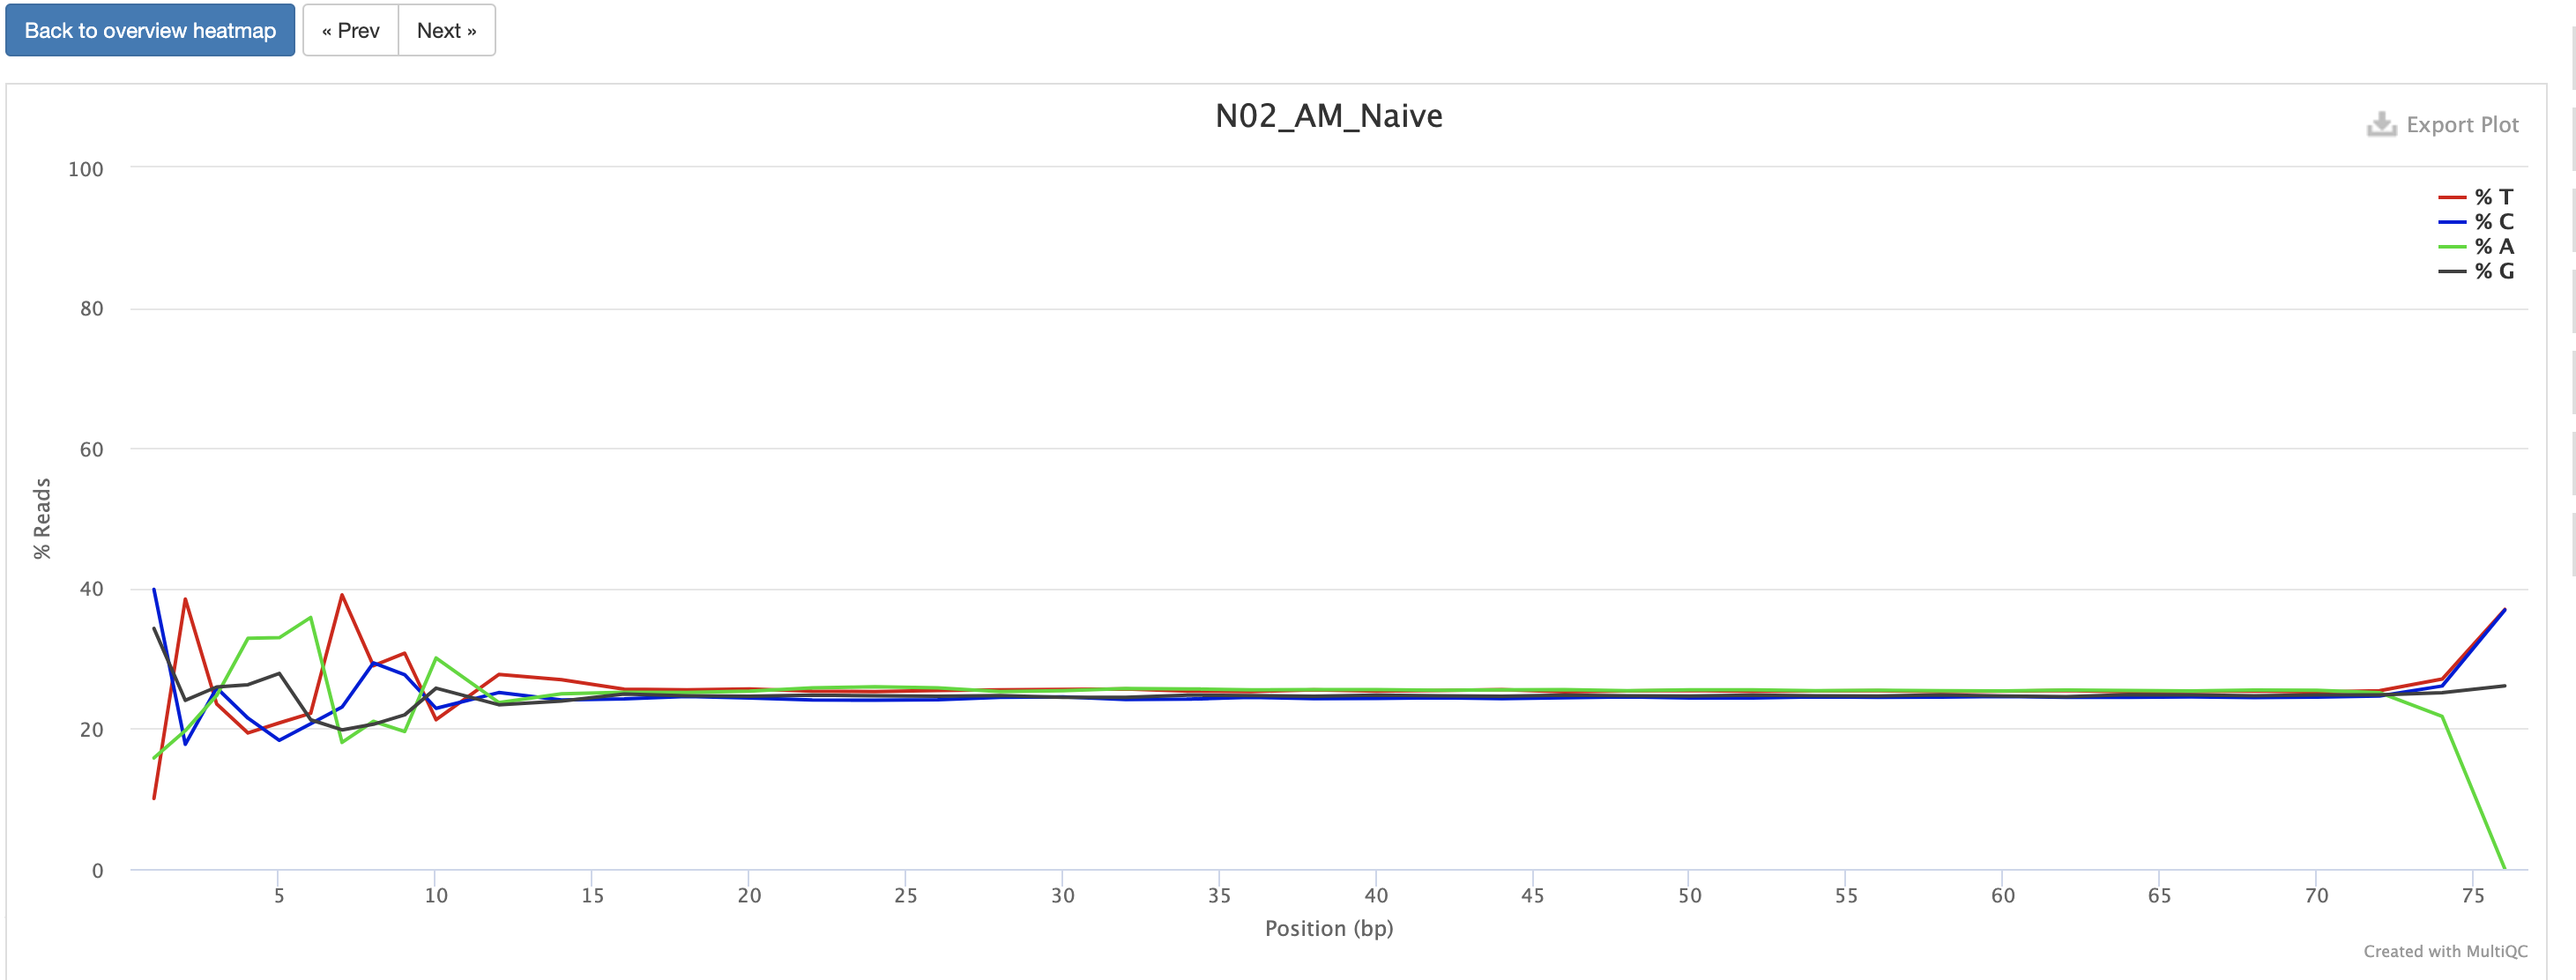 Back to overview heatmap
« Prev
Next »
N02_AM_Naive
Export Plot
100
80
60
40
20
0
% Reads
% T
% C
% A
% G
5 10 15 20 25 30 35 40 45 50 55 60 65 70 75
Position (bp)
Created with MultiQC